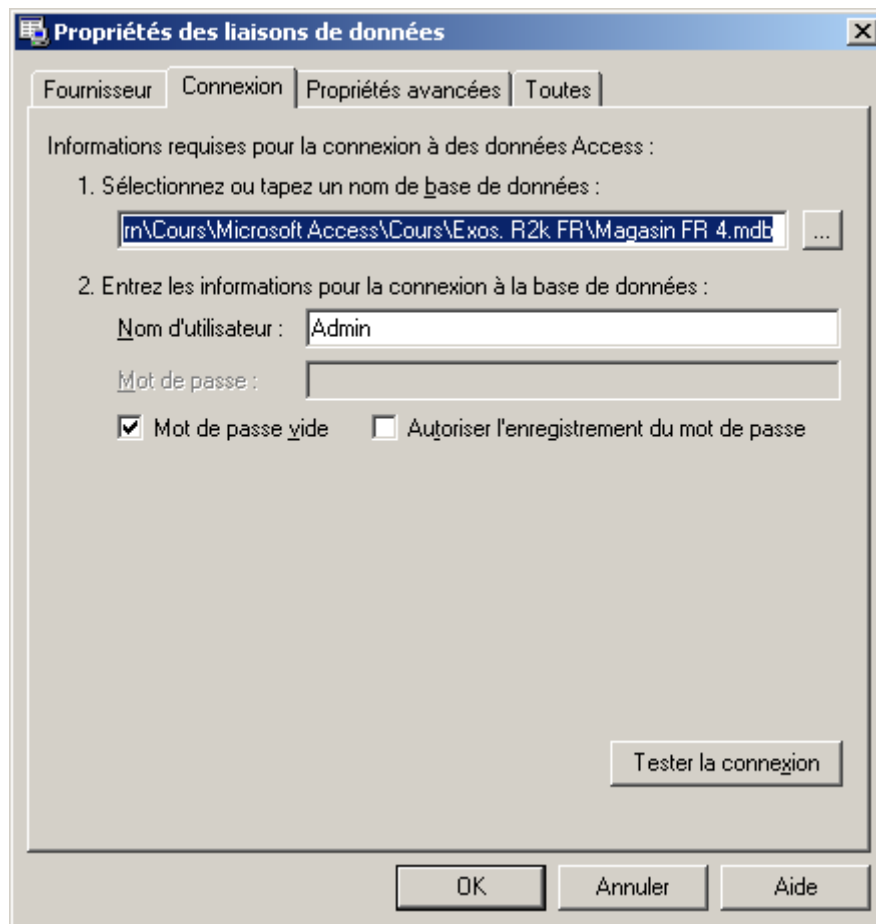 Propriétés des liaisons de données
Fournisseur Connexion Propriétés avancées Toutes
Informations requises pour la connexion à des données Access :
1. Sélectionnez ou tapez un nom de base de données :
rn\Cours\Microsoft Access\Cours\Exos. R2k FR\Magasin FR 4.mdb ...
2. Entrez les informations pour la connexion à la base de données :
Nom d'utilisateur : Admin
Mot de passe :
Mot de passe vide Autoriser l'enregistrement du mot de passe
Tester la connexion
OK Annuler Aide